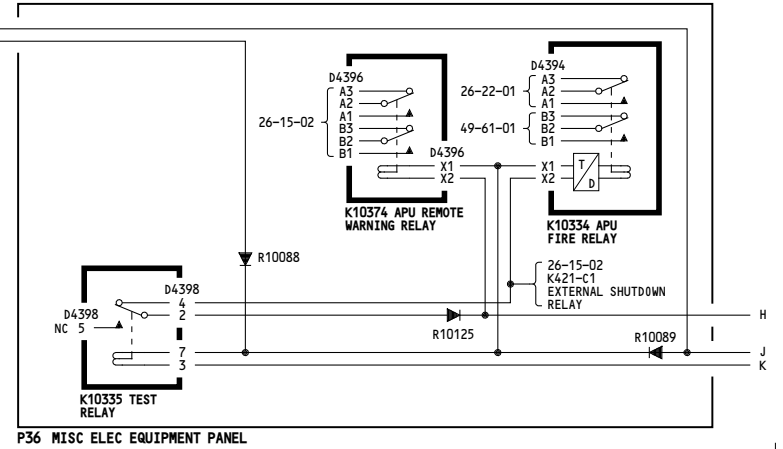 D4396
A3
A2
A1
B3
B2
B1
26-15-02
D4396
X1
X2
K10374 APU REMOTE
WARNING RELAY
D4394
A3
A2
A1
B3
B2
B1
26-22-01
49-61-01
X1
X2
T
D
K10334 APU
FIRE RELAY
R10088
26-15-02
K421-C1
EXTERNAL SHUTDOWN
RELAY
D4398
4
2
D4398
NC 5
7
3
K10335 TEST
RELAY
R10125
R10089
H
J
K
P36 MISC ELEC EQUIPMENT PANEL